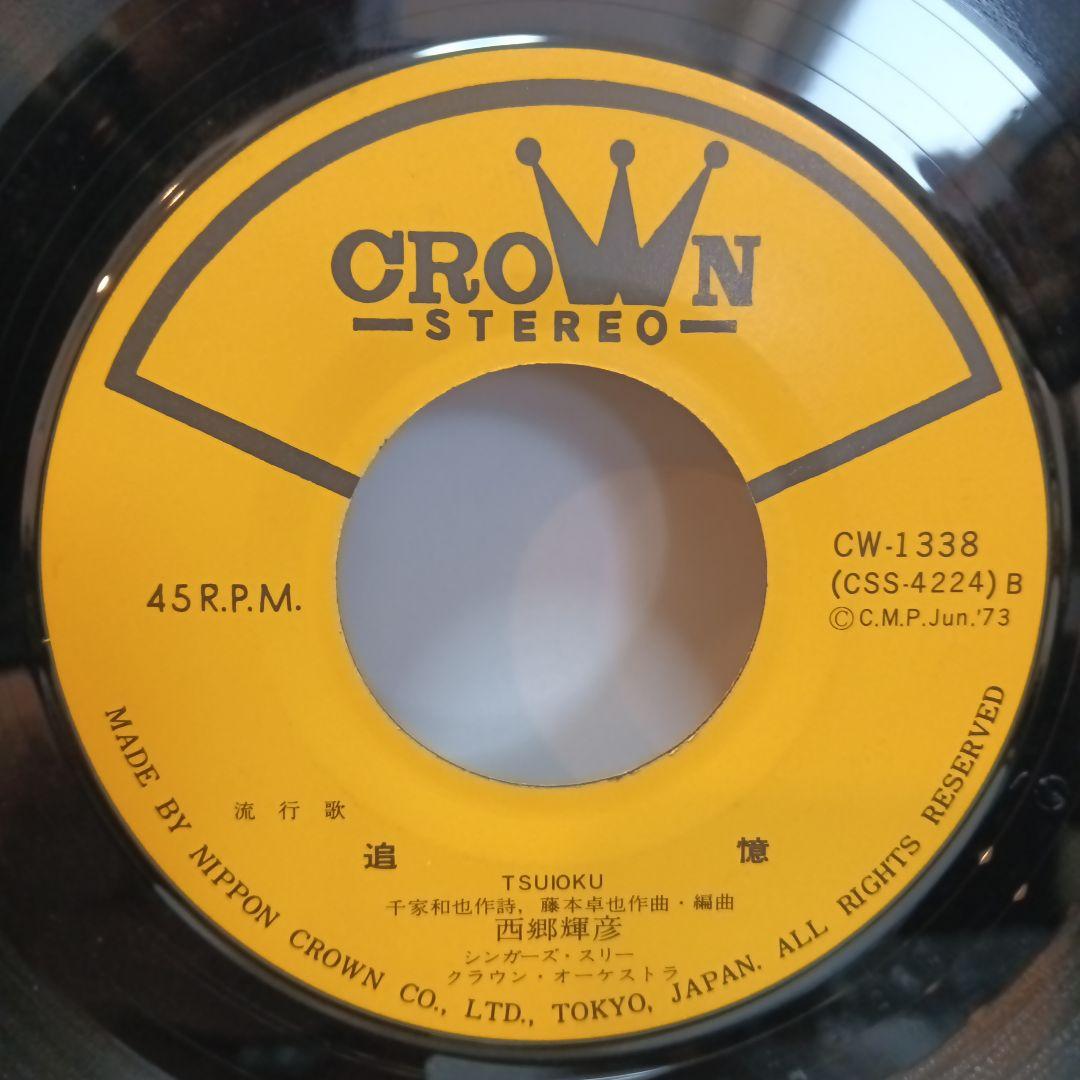 CROWN
STEREO
45 R.P.M.
CW-1338
(CSS-4224) B
Ⓒ C.M.P. Jun.'73
流行歌
追憶
TSUIOKU
千家和也作詩, 藤本卓也作曲・編曲
西郷輝彦
シンガーズ・スリー
クラウン・オーケストラ
MADE BY NIPPON CROWN CO., LTD., TOKYO, JAPAN. ALL RIGHTS RESERVED